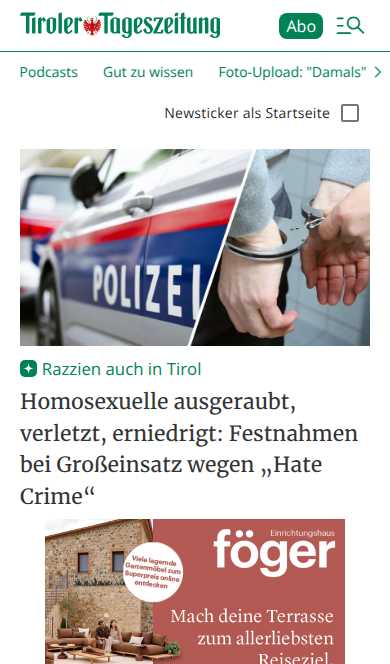 Tiroler Tageszeitung
Abo
Podcasts Gut zu wissen Foto-Upload: "Damals"
Newsticker als Startseite
POLIZEI
Razzien auch in Tirol
Homosexuelle ausgeraubt,
verletzt, erniedrigt: Festnahmen
bei Großeinsatz wegen „Hate
Crime“
Einrichtungshaus
föger
Viele lagernde
Gartenmöbel zum
Superpreis online
entdecken
Mach deine Terrasse
zum allerliebsten
Reiseziel.